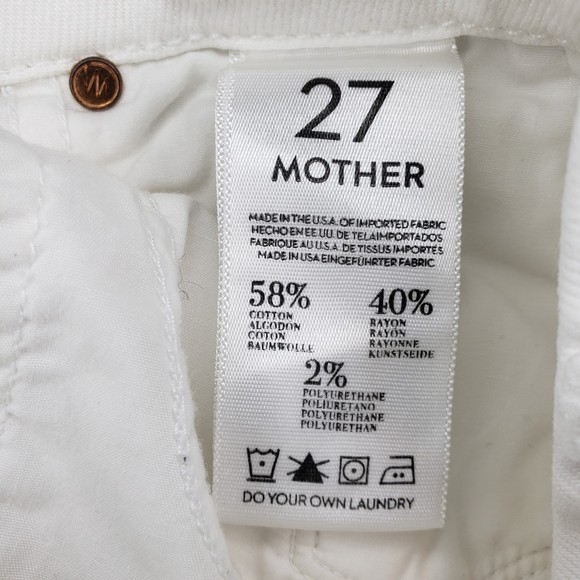 M
27
MOTHER
MADE IN THE U.S.A. OF IMPORTED FABRIC
HECHO EN EE.UU. DE TELA IMPORTADOS
FABRIQUE AU U.S.A. DE TISSUS IMPORTÉS
MADE IN USA EINGEFÜHRTER FABRIC
58%
COTTON
ALGODON
COTON
BAUMWOLLE
40%
RAYON
RAYÓN
RAYONNE
KUNSTSEIDE
2%
POLYURETHANE
POLIURETANO
POLYURETHANE
POLYURETHAN
DO YOUR OWN LAUNDRY